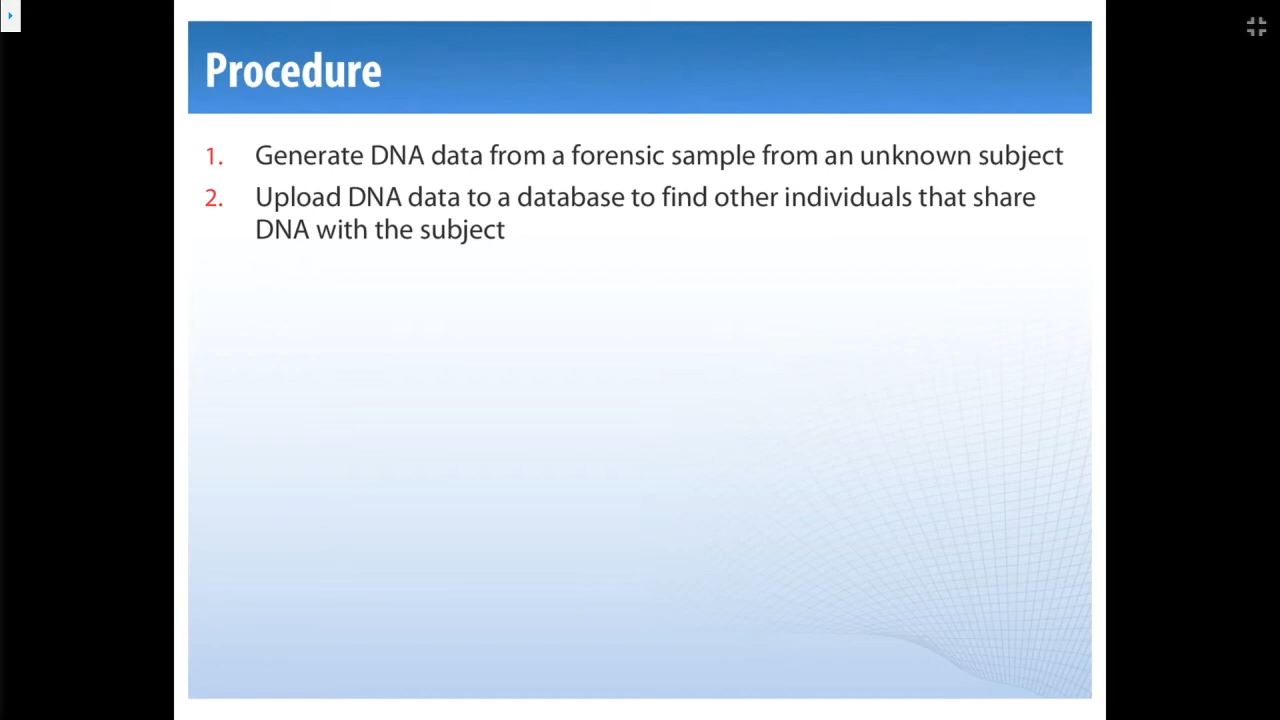 Procedure
1. Generate DNA data from a forensic sample from an unknown subject
2. Upload DNA data to a database to find other individuals that share
DNA with the subject